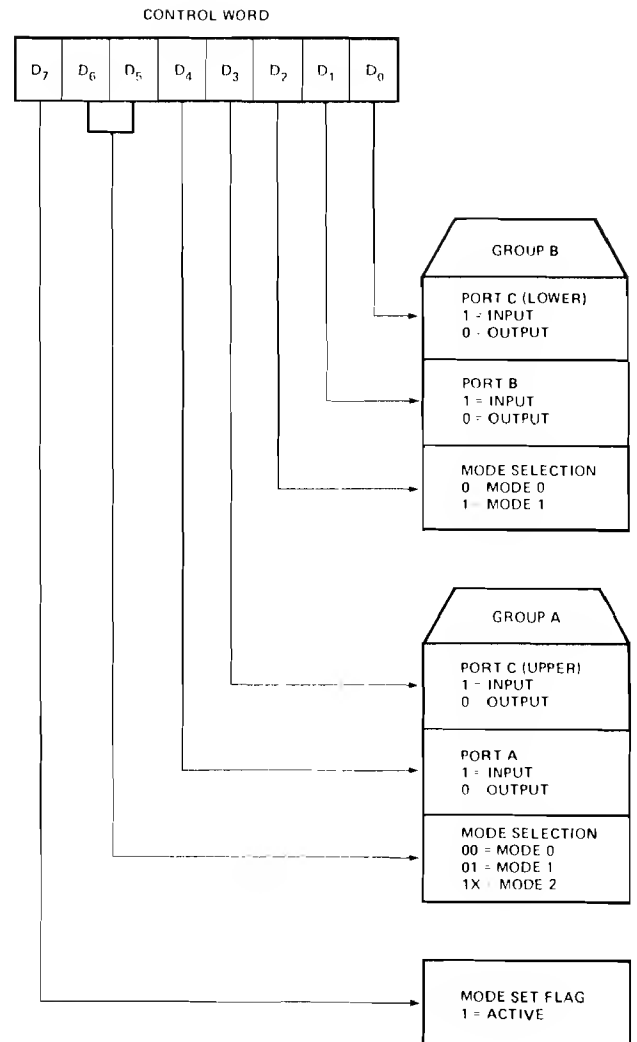 CONTROL WORD
D7 D6 D5 D4 D3 D2 D1 D0
GROUP B
PORT C (LOWER)
1 = INPUT
0 - OUTPUT
PORT B
1 = INPUT
0 = OUTPUT
MODE SELECTION
0 MODE 0
1 - MODE 1
GROUP A
PORT C (UPPER)
1 = INPUT
0 OUTPUT
PORT A
1 = INPUT
0 OUTPUT
MODE SELECTION
00 = MODE 0
01 = MODE 1
1X - MODE 2
MODE SET FLAG
1 = ACTIVE